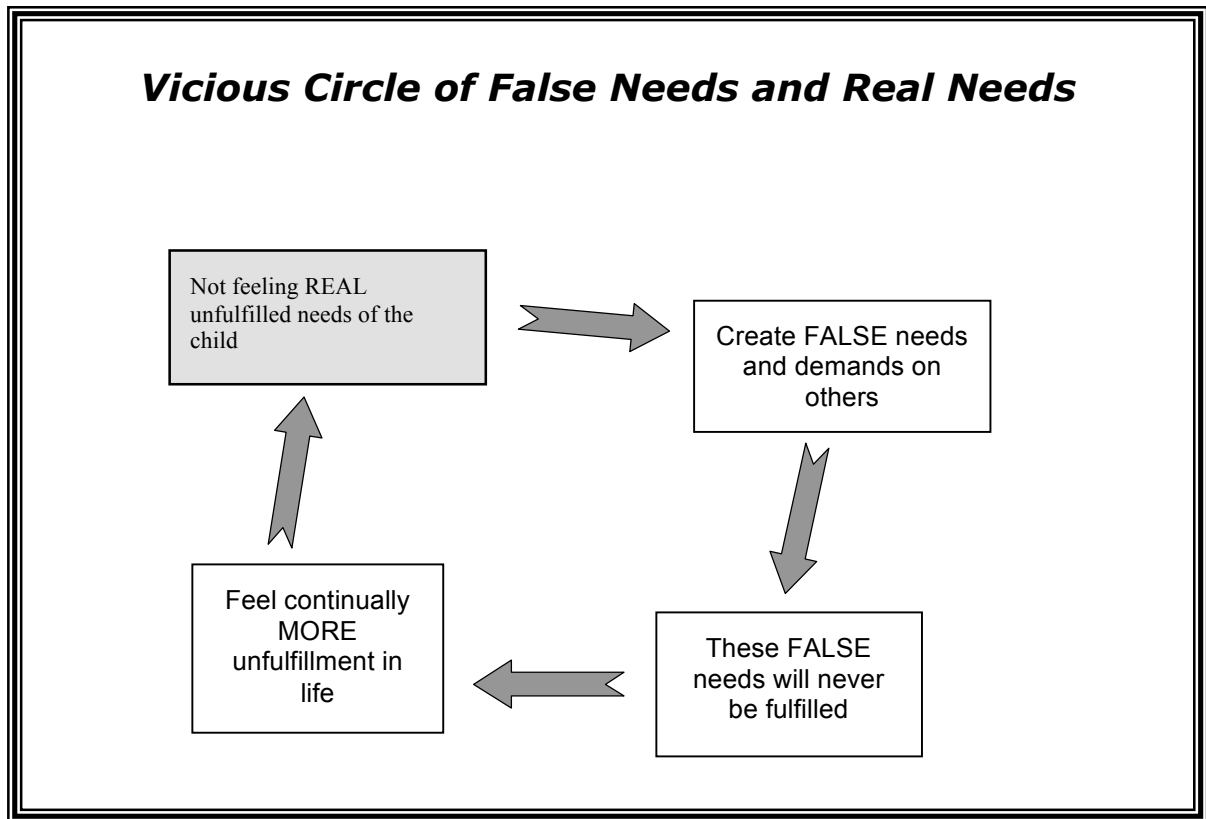 Vicious Circle of False Needs and Real Needs
Not feeling REAL
unfulfilled needs of the
child
Create FALSE needs
and demands on
others
These FALSE
needs will never
be fulfilled
Feel continually
MORE
unfulfillment in
life